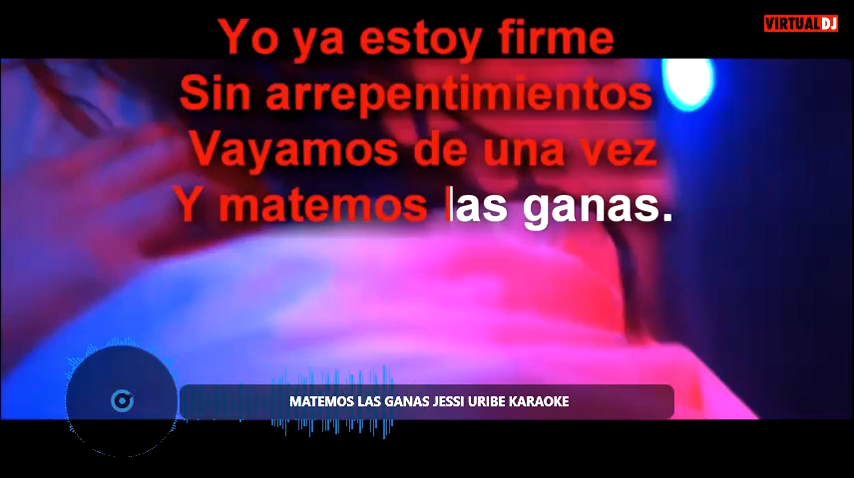 VIRTUALDJ
Yo ya estoy firme
Sin arrepentimientos
Vayamos de una vez
Y matemos las ganas.
MATEMOS LAS GANAS JESSI URIBE KARAOKE